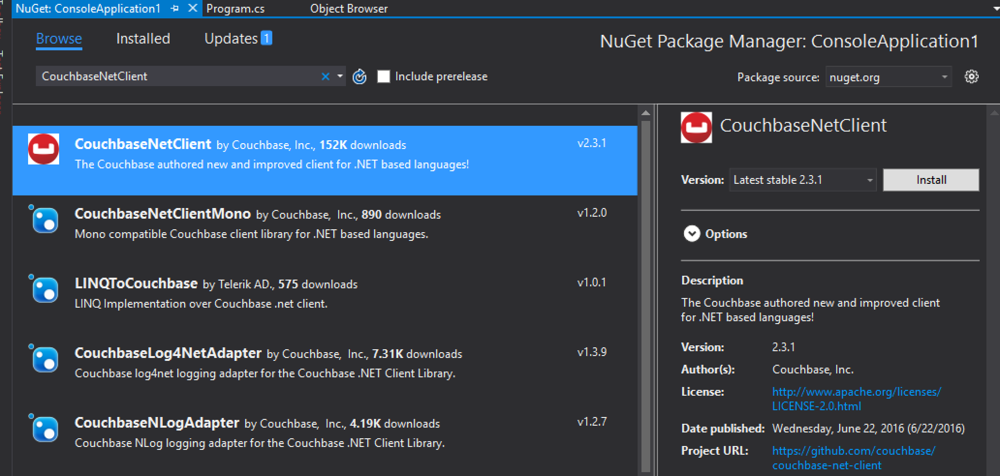 NuGet: ConsoleApplication1 Program.cs Object Browser
Browse Installed Updates 1
NuGet Package Manager: ConsoleApplication1
CouchbaseNetClient Include prerelease
Package source: nuget.org
CouchbaseNetClient by Couchbase, Inc., 152K downloads v2.3.1
The Couchbase authored new and improved client for .NET based languages!
CouchbaseNetClientMono by Couchbase, Inc., 890 downloads v1.2.0
Mono compatible Couchbase client library for .NET based languages.
LINQToCouchbase by Telerik AD., 575 downloads v1.0.1
LINQ Implementation over Couchbase .net client.
CouchbaseLog4NetAdapter by Couchbase, Inc., 7.31K downloads v1.3.9
Couchbase log4net logging adapter for the Couchbase .NET Client Library.
CouchbaseNLogAdapter by Couchbase, Inc., 4.19K downloads v1.2.7
Couchbase NLog logging adapter for the Couchbase .NET Client Library.
CouchbaseNetClient
Version: Latest stable 2.3.1 Install
Options
Description
The Couchbase authored new and improved client
for .NET based languages!
Version: 2.3.1
Author(s): Couchbase, Inc.
License: http://www.apache.org/licenses/
LICENSE-2.0.html
Date published: Wednesday, June 22, 2016 (6/22/2016)
Project URL: https://github.com/couchbase/
couchbase-net-client